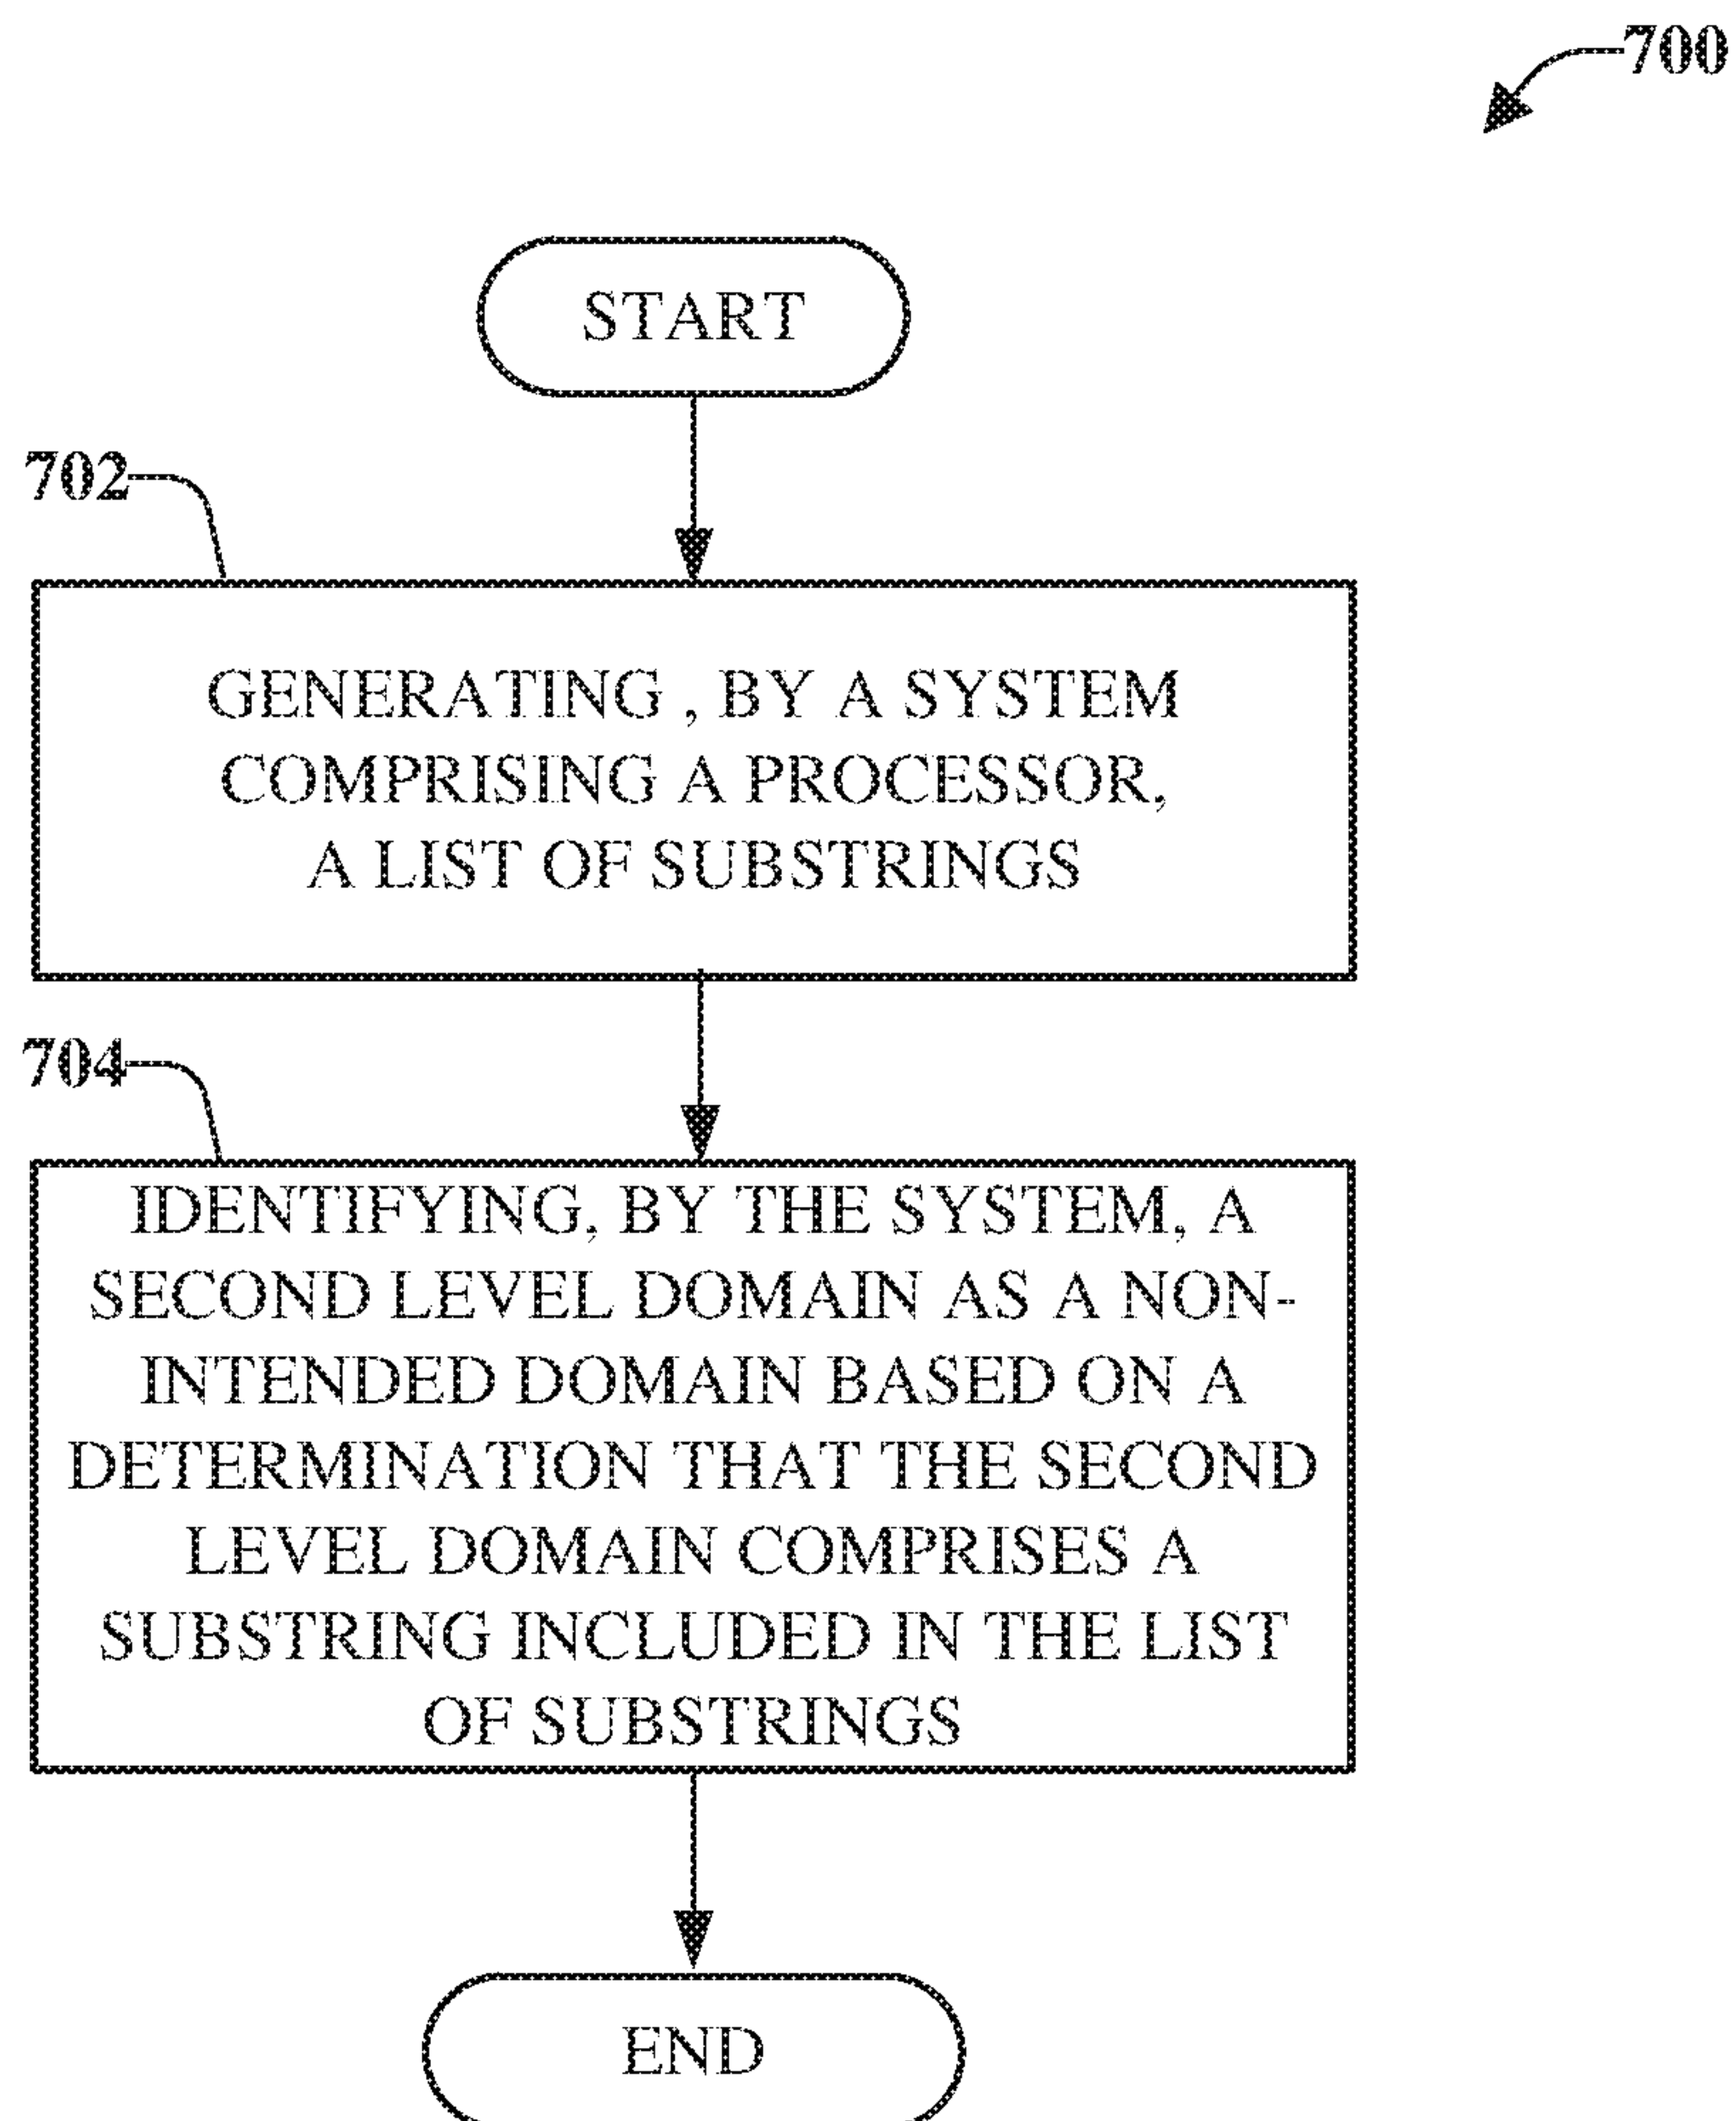 700
START
702
GENERATING , BY A SYSTEM
COMPRISING A PROCESSOR,
A LIST OF SUBSTRINGS
704
IDENTIFYING, BY THE SYSTEM, A
SECOND LEVEL DOMAIN AS A NON-
INTENDED DOMAIN BASED ON A
DETERMINATION THAT THE SECOND
LEVEL DOMAIN COMPRISES A
SUBSTRING INCLUDED IN THE LIST
OF SUBSTRINGS
END